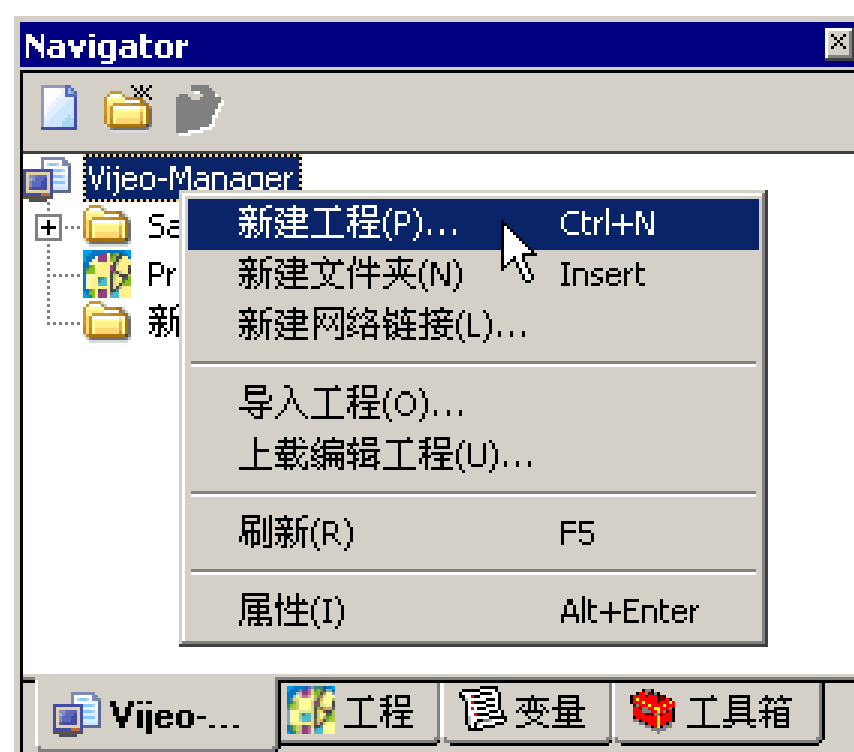 Navigator
Vijeo-Manager
Sa
新建工程(P)... Ctrl+N
Pr
新建文件夹(N) Insert
新
新建网络链接(L)...
导入工程(O)...
上载编辑工程(U)...
刷新(R) F5
属性(I) Alt+Enter
Vijeo-... 工程 变量 工具箱